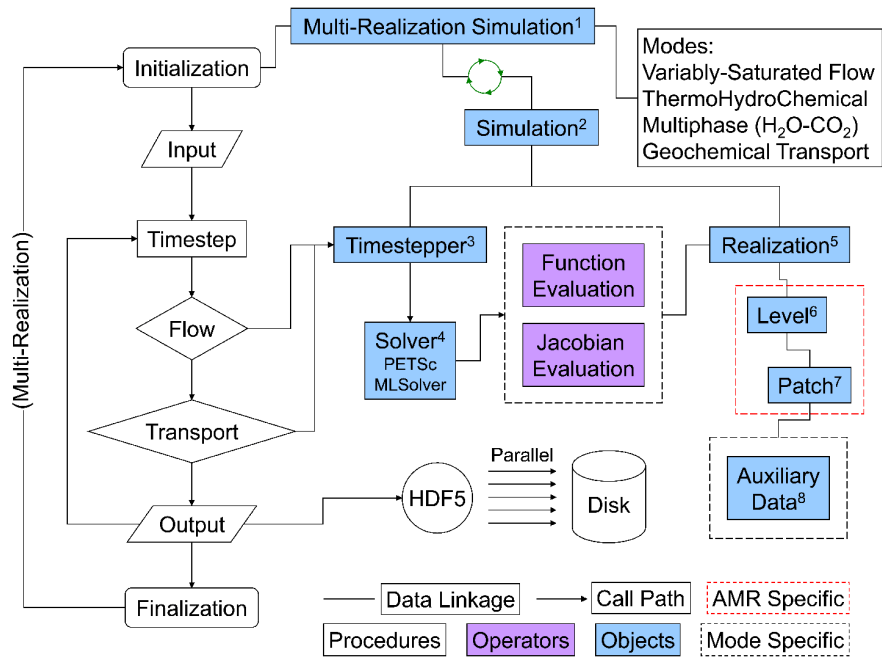 Multi-Realization Simulation¹
Modes:
Variably-Saturated Flow
ThermoHydroChemical
Multiphase (H₂O-CO₂)
Geochemical Transport
Initialization
Simulation²
Input
(Multi-Realization)
Timestep
Timestepper³
Function
Evaluation
Realization⁵
Flow
Solver⁴
PETSc
MLSolver
Jacobian
Evaluation
Level⁶
Patch⁷
Transport
Parallel
HDF5
Disk
Auxiliary
Data⁸
Output
Finalization
Data Linkage
Call Path
AMR Specific
Procedures
Operators
Objects
Mode Specific